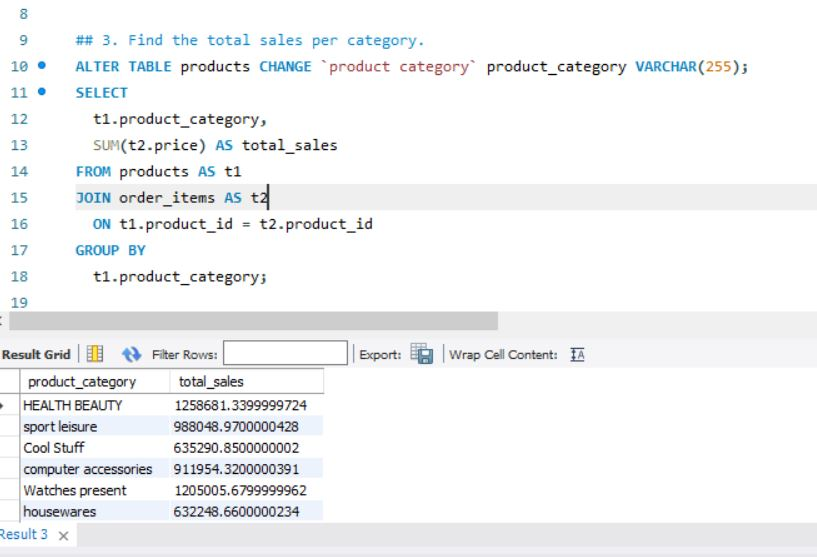 8
9 ## 3. Find the total sales per category.
10 ALTER TABLE products CHANGE `product category` product_category VARCHAR(255);
11 SELECT
12 t1.product_category,
13 SUM(t2.price) AS total_sales
14 FROM products AS t1
15 JOIN order_items AS t2
16 ON t1.product_id = t2.product_id
17 GROUP BY
18 t1.product_category;
19
Result Grid Filter Rows: Export: Wrap Cell Content: IA
product_category total_sales
HEALTH BEAUTY 1258681.3399999724
sport leisure 988048.9700000428
Cool Stuff 635290.8500000002
computer accessories 911954.3200000391
Watches present 1205005.6799999962
housewares 632248.6600000234
Result 3 ×